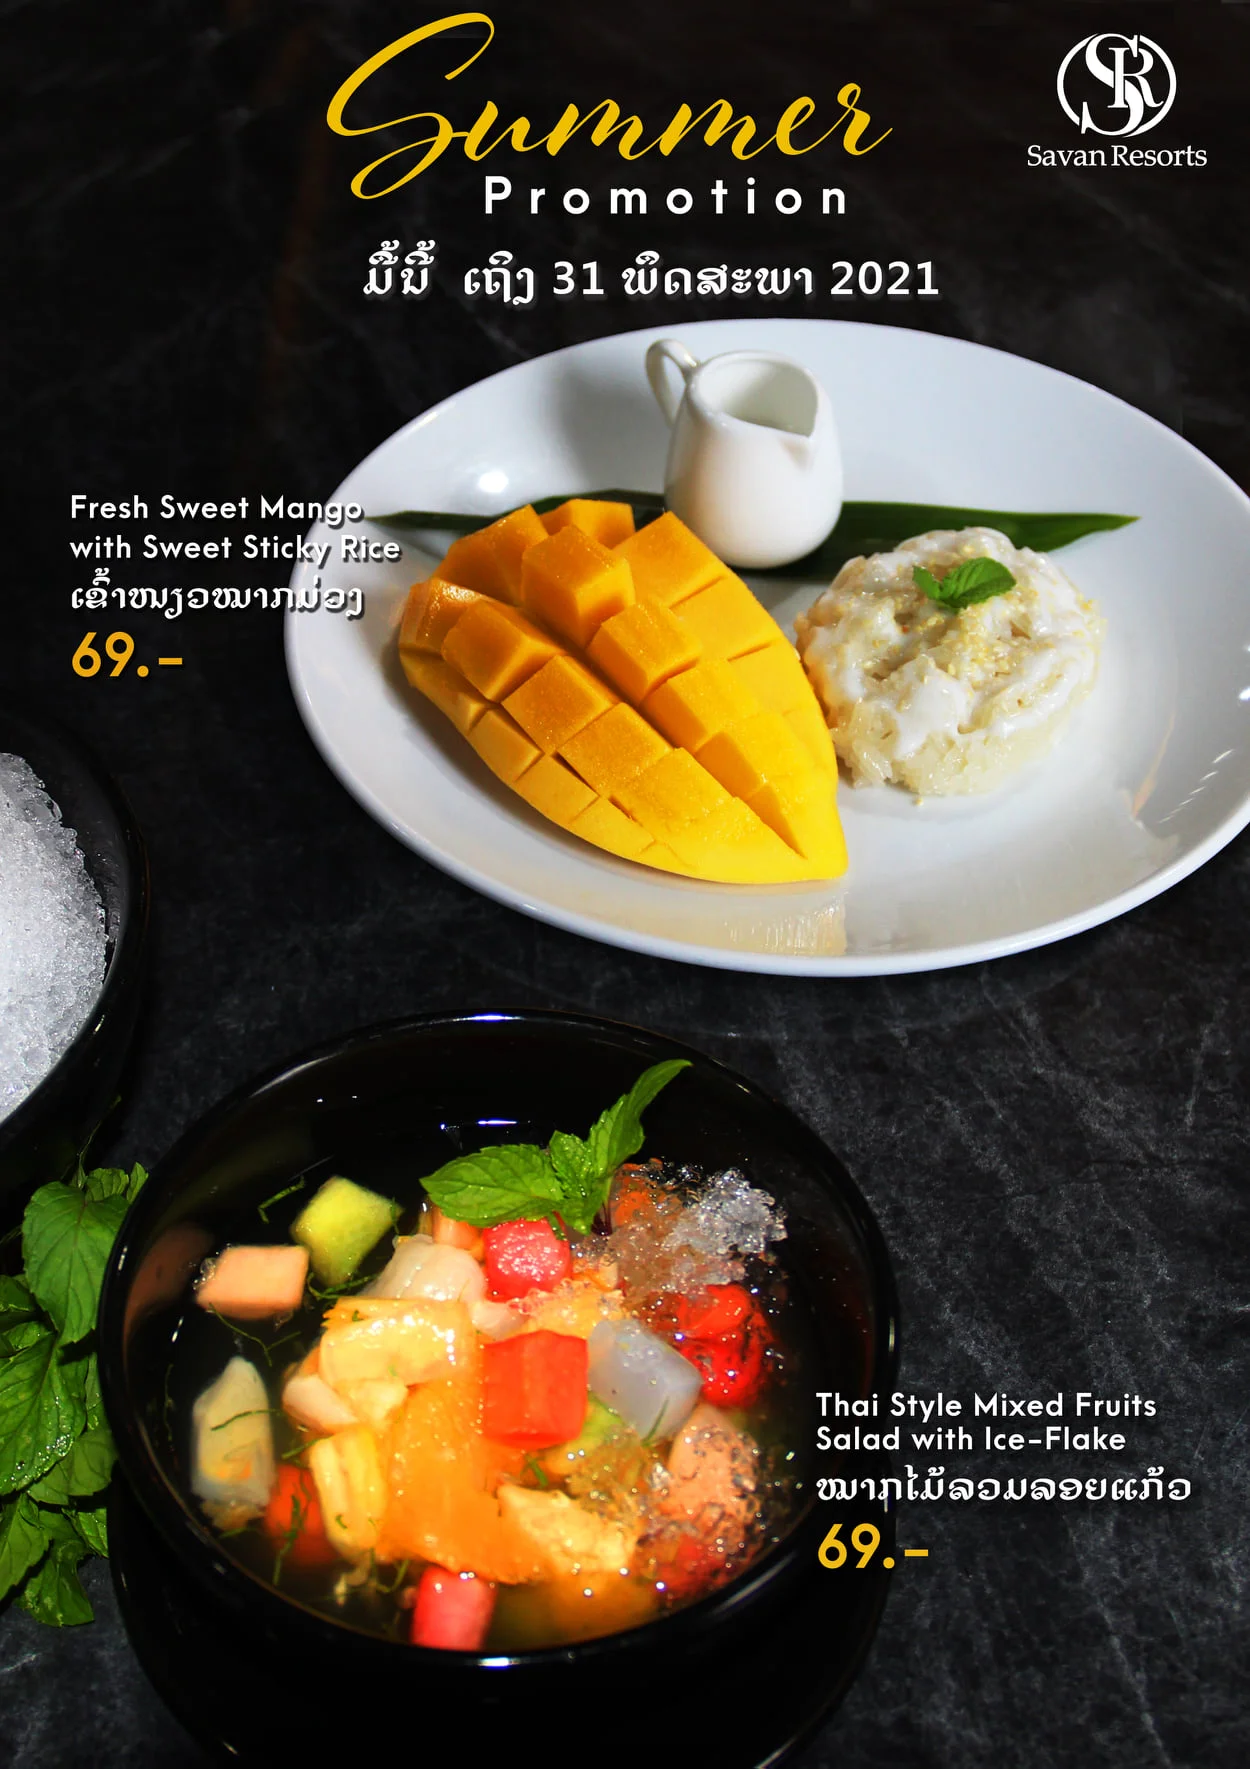 Summer
Promotion
SR
Savan Resorts
ມື້ນີ້ ເຖິງ 31 ພຶດສະພາ 2021
Fresh Sweet Mango
with Sweet Sticky Rice
ເຂົ້າໜຽວໝາກມ່ວງ
69.-
Thai Style Mixed Fruits
Salad with Ice-Flake
ໝາກໄມ້ລວມລອຍແກ້ວ
69.-